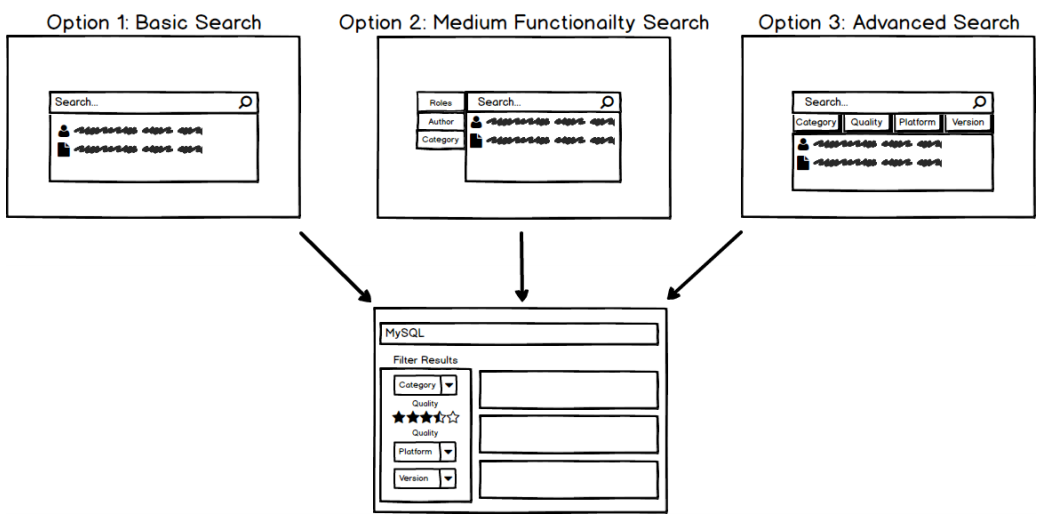 Option 1: Basic Search
Option 2: Medium Functionailty Search
Option 3: Advanced Search
Search...
Roles
Author
Category
Search...
Search...
Category
Quality
Platform
Version
MySQL
Filter Results
Category
Quality
Quality
Platform
Version